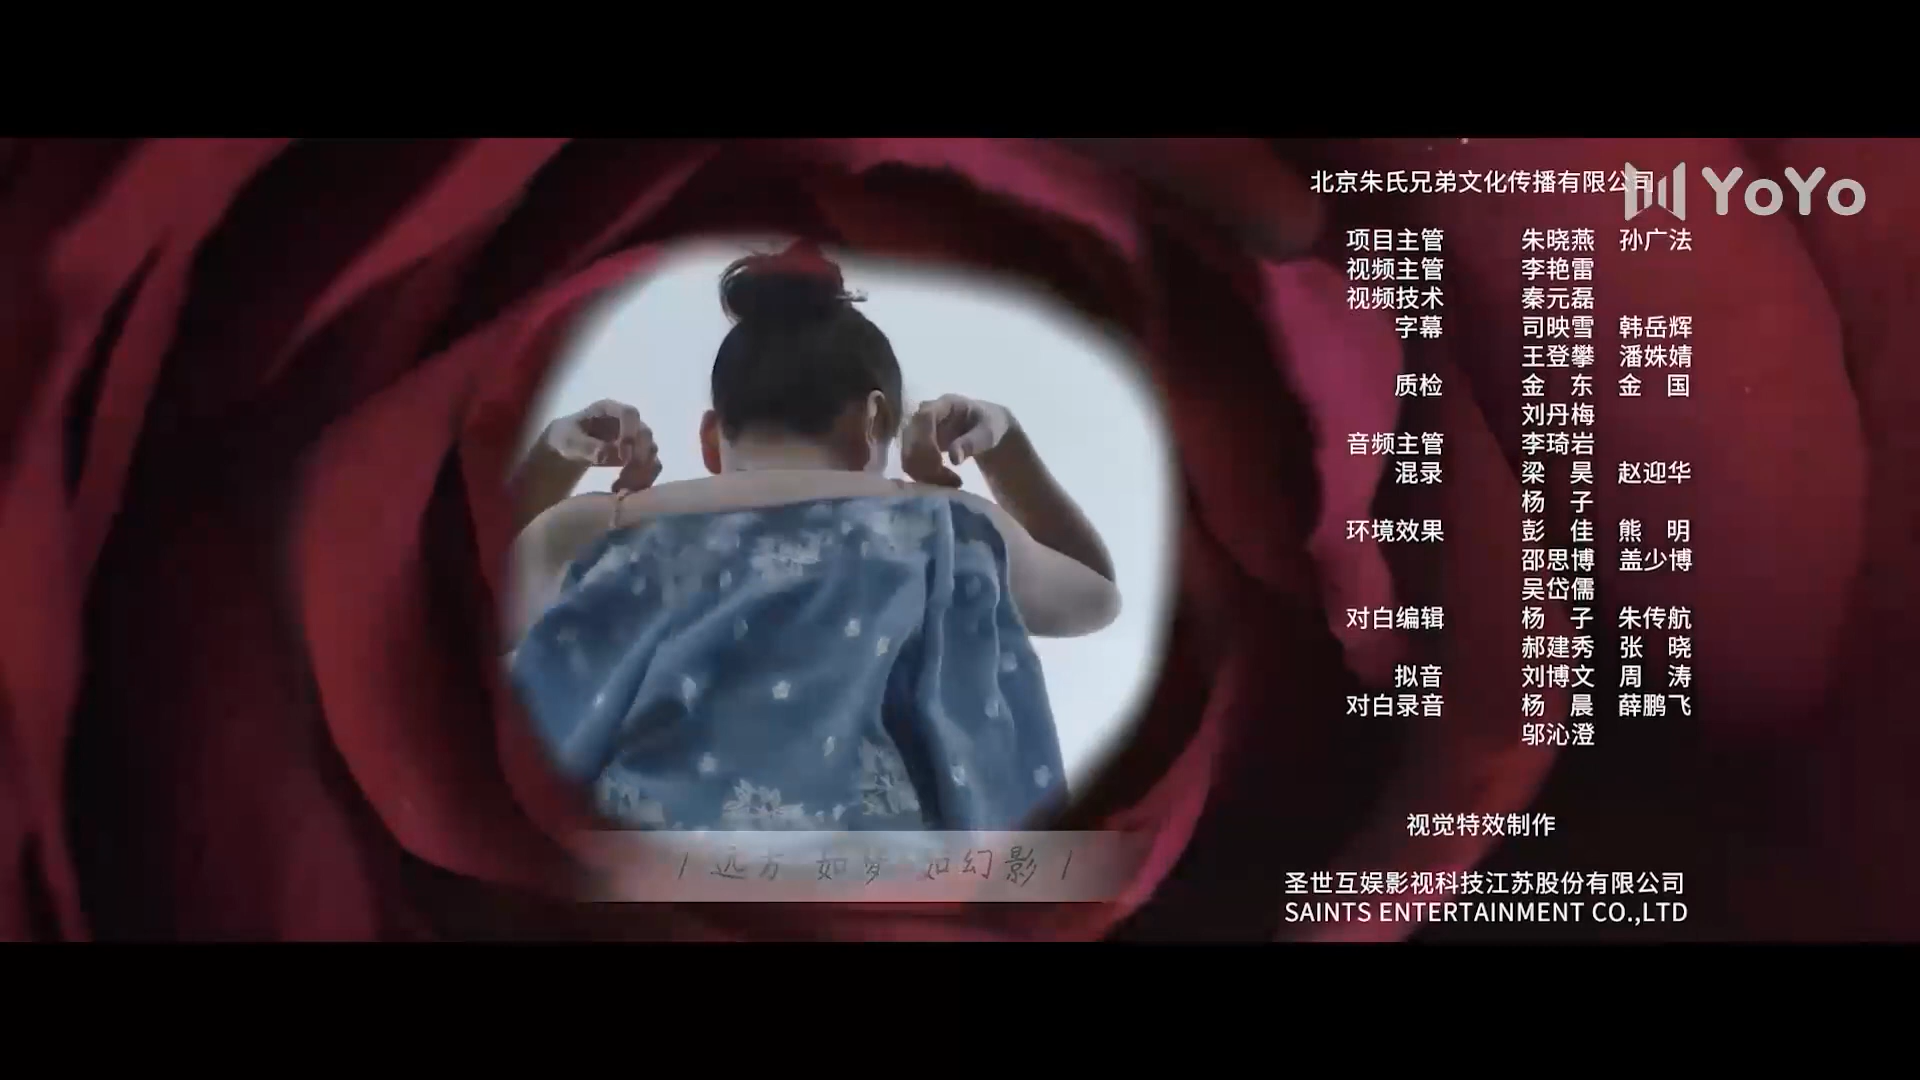 北京朱氏兄弟文化传播有限公司
YoYo
项目主管 朱晓燕 孙广法
视频主管 李艳雷
视频技术 秦元磊
字幕 司映雪 韩岳辉
王登攀 潘姝婧
质检 金 东 金 国
刘丹梅
音频主管 李琦岩
混录 梁 昊 赵迎华
杨 子
环境效果 彭 佳 熊 明
邵思博 盖少博
吴岱儒
对白编辑 杨 子 朱传航
郝建秀 张 晓
拟音 刘博文 周 涛
对白录音 杨 晨 薛鹏飞
邬沁澄
视觉特效制作
远方 如梦 如幻影
圣世互娱影视科技江苏股份有限公司
SAINTS ENTERTAINMENT CO.,LTD